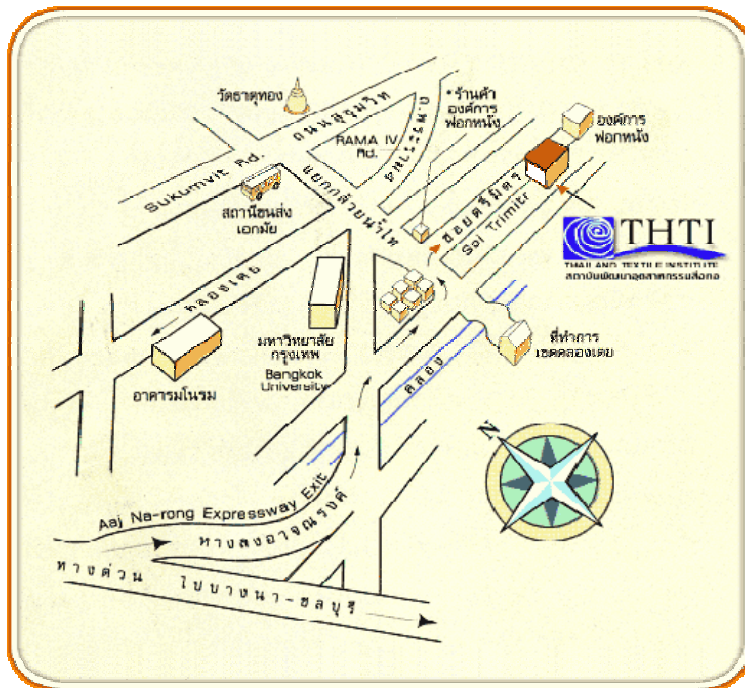 วัดธาตุทอง
ถนนสุขุมวิท
Sukumvit Rd.
RAMA IV
Rd.
ถ.พระราม4
* ร้านค้า
องค์การ
ฟอกหนัง
องค์การ
ฟอกหนัง
สถานีขนส่ง
เอกมัย
แยกกล้วยน้ำไท
ซอยตรีมิตร
Soi Trimitr
THTI
THAILAND TEXTILE INSTITUTE
สถาบันพัฒนาอุตสาหกรรมสิ่งทอ
คลองเตย
มหาวิทยาลัย
กรุงเทพ
Bangkok
University
อาคารมโนรม
ที่ทำการ
เขตคลองเตย
คลอง
N
Aaj Na-rong Expressway Exit
ทางลงอาจณรงค์
ทางด่วน ไปบางนา-ชลบุรี